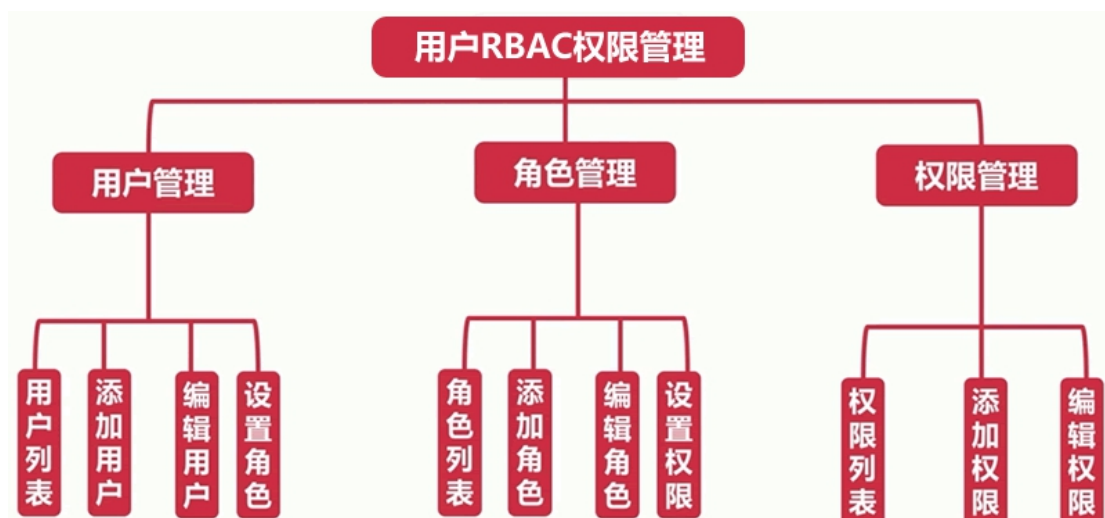 用户RBAC权限管理
用户管理
角色管理
权限管理
用户列表
添加用户
编辑用户
设置角色
角色列表
添加角色
编辑角色
设置权限
权限列表
添加权限
编辑权限